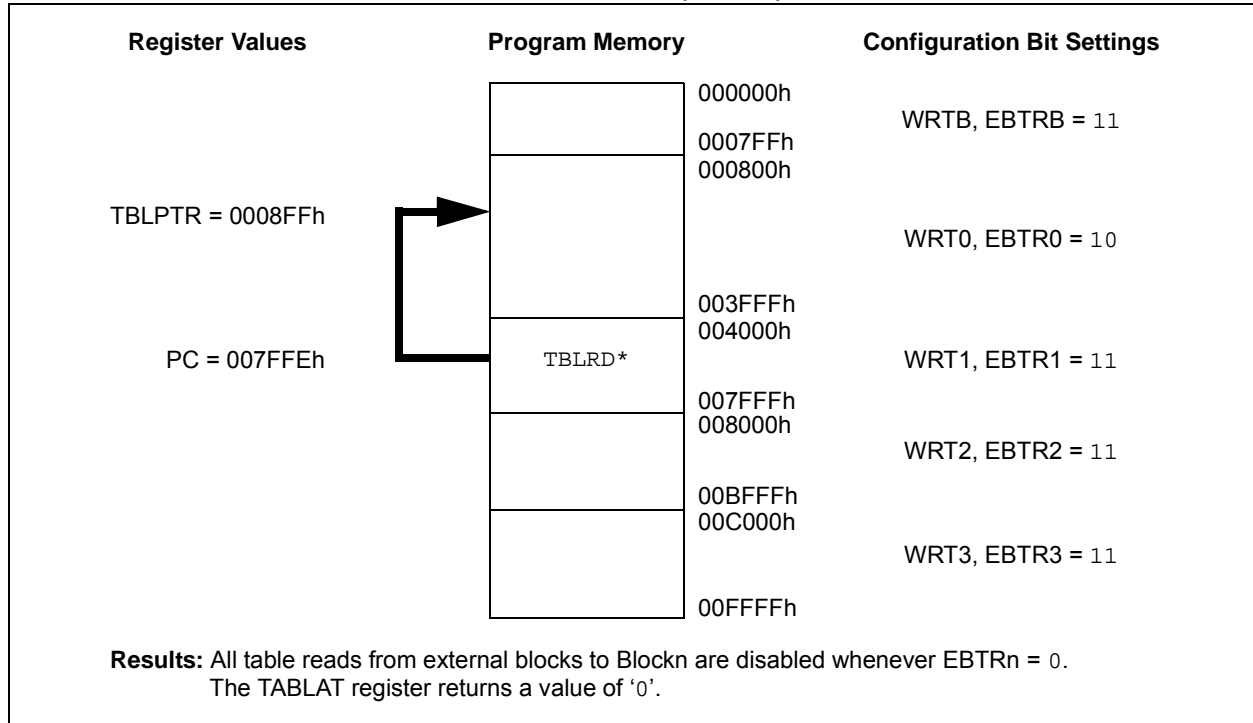 Register Values
Program Memory
Configuration Bit Settings
000000h
WRTB, EBTRB = 11
0007FFh
000800h
TBLPTR = 0008FFh
WRT0, EBTR0 = 10
003FFFh
004000h
PC = 007FFEh
TBLRD*
WRT1, EBTR1 = 11
007FFFh
008000h
WRT2, EBTR2 = 11
00BFFFh
00C000h
WRT3, EBTR3 = 11
00FFFFh
Results: All table reads from external blocks to Blockn are disabled whenever EBTRn = 0.
The TABLAT register returns a value of ‘0’.